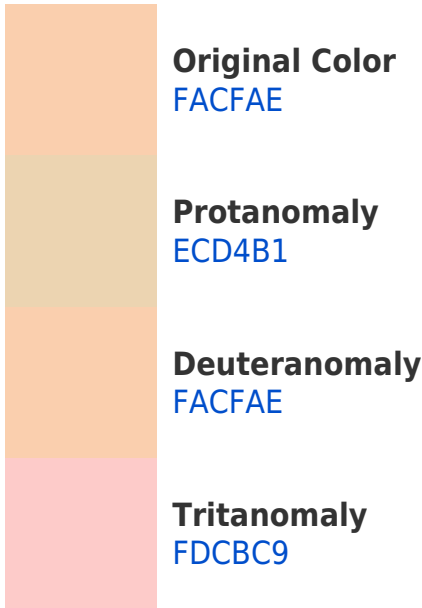 Original Color
FACFAE
Protanomaly
ECD4B1
Deuteranomaly
FACFAE
Tritanomaly
FDCBC9